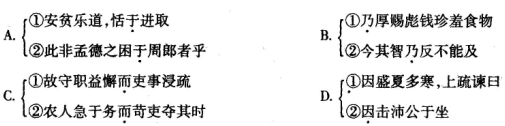 A. ①安贫乐道，恬于进取
②此非孟德之困于周郎者乎
B. ①乃厚赐彪钱珍羞食物
②今其智乃反不能及
C. ①故守职益懈而吏事浸疏
②农人急于务而苛吏夺其时
D. ①因盛夏多寒，上疏谏曰
②因击沛公于坐